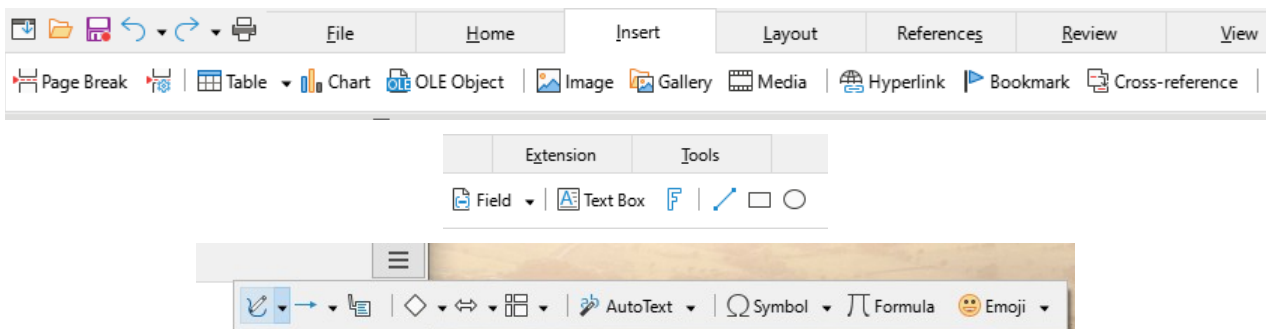 File Home Insert Layout References Review View
Page Break Table Chart OLE OLE Object Image Gallery Media Hyperlink Bookmark Cross-reference
Extension Tools
Field Text Box
AutoText Symbol Formula Emoji